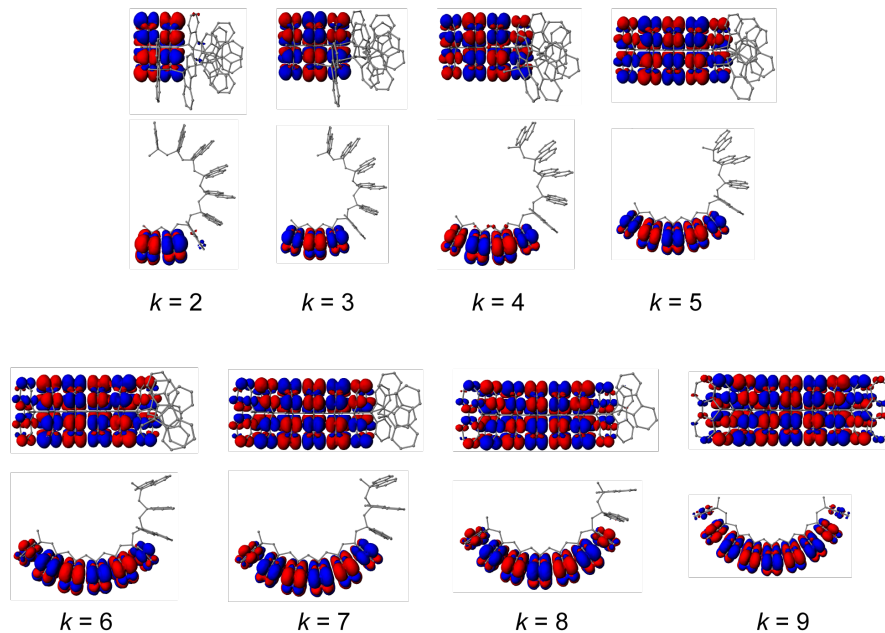 k = 2 k = 3 k = 4 k = 5
k = 6 k = 7 k = 8 k = 9